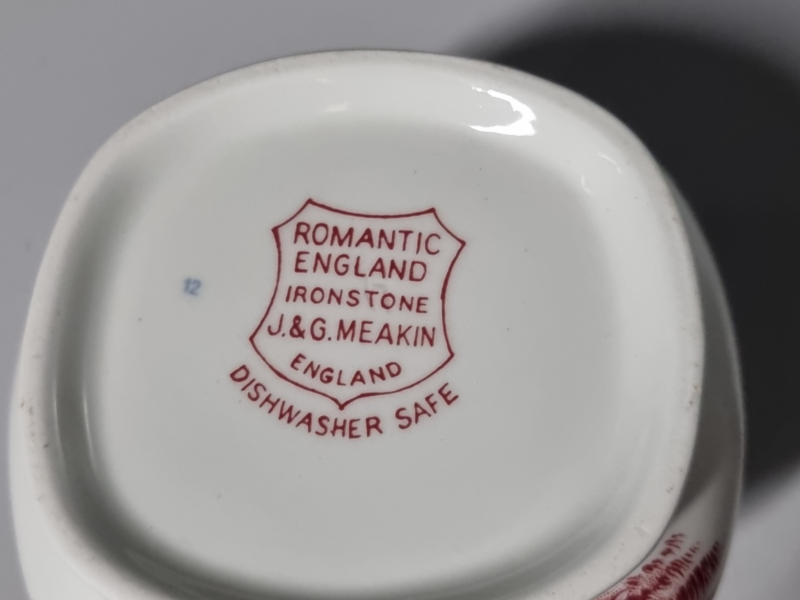 ROMANTIC
ENGLAND
IRONSTONE
J.&G.MEAKIN
ENGLAND
DISHWASHER SAFE
12